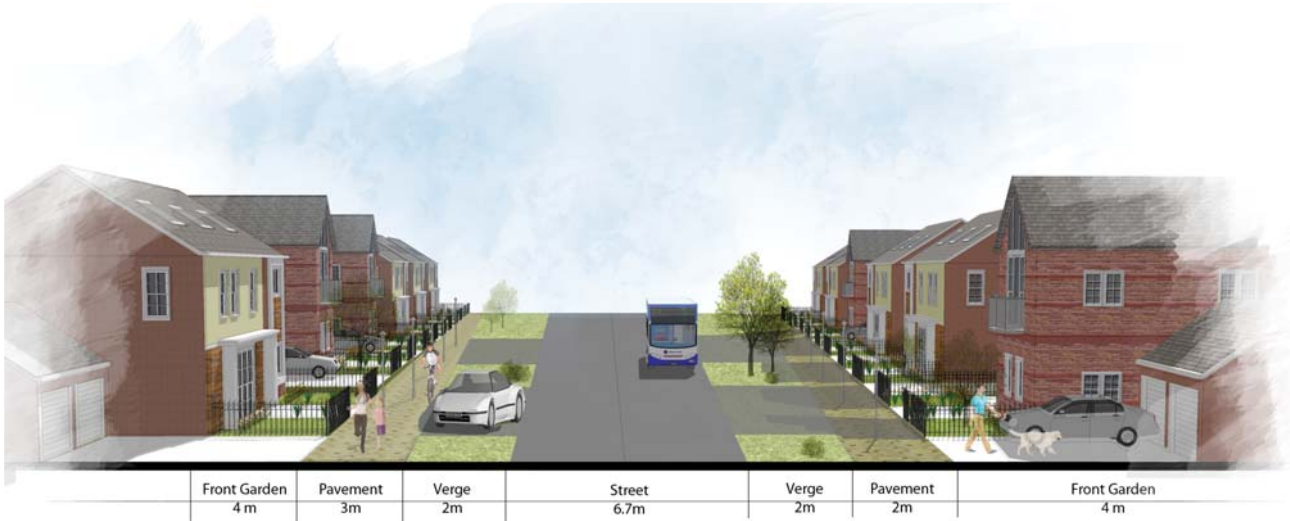 Front Garden Pavement Verge Street Verge Pavement Front Garden
4 m 3m 2m 6.7m 2m 2m 4 m